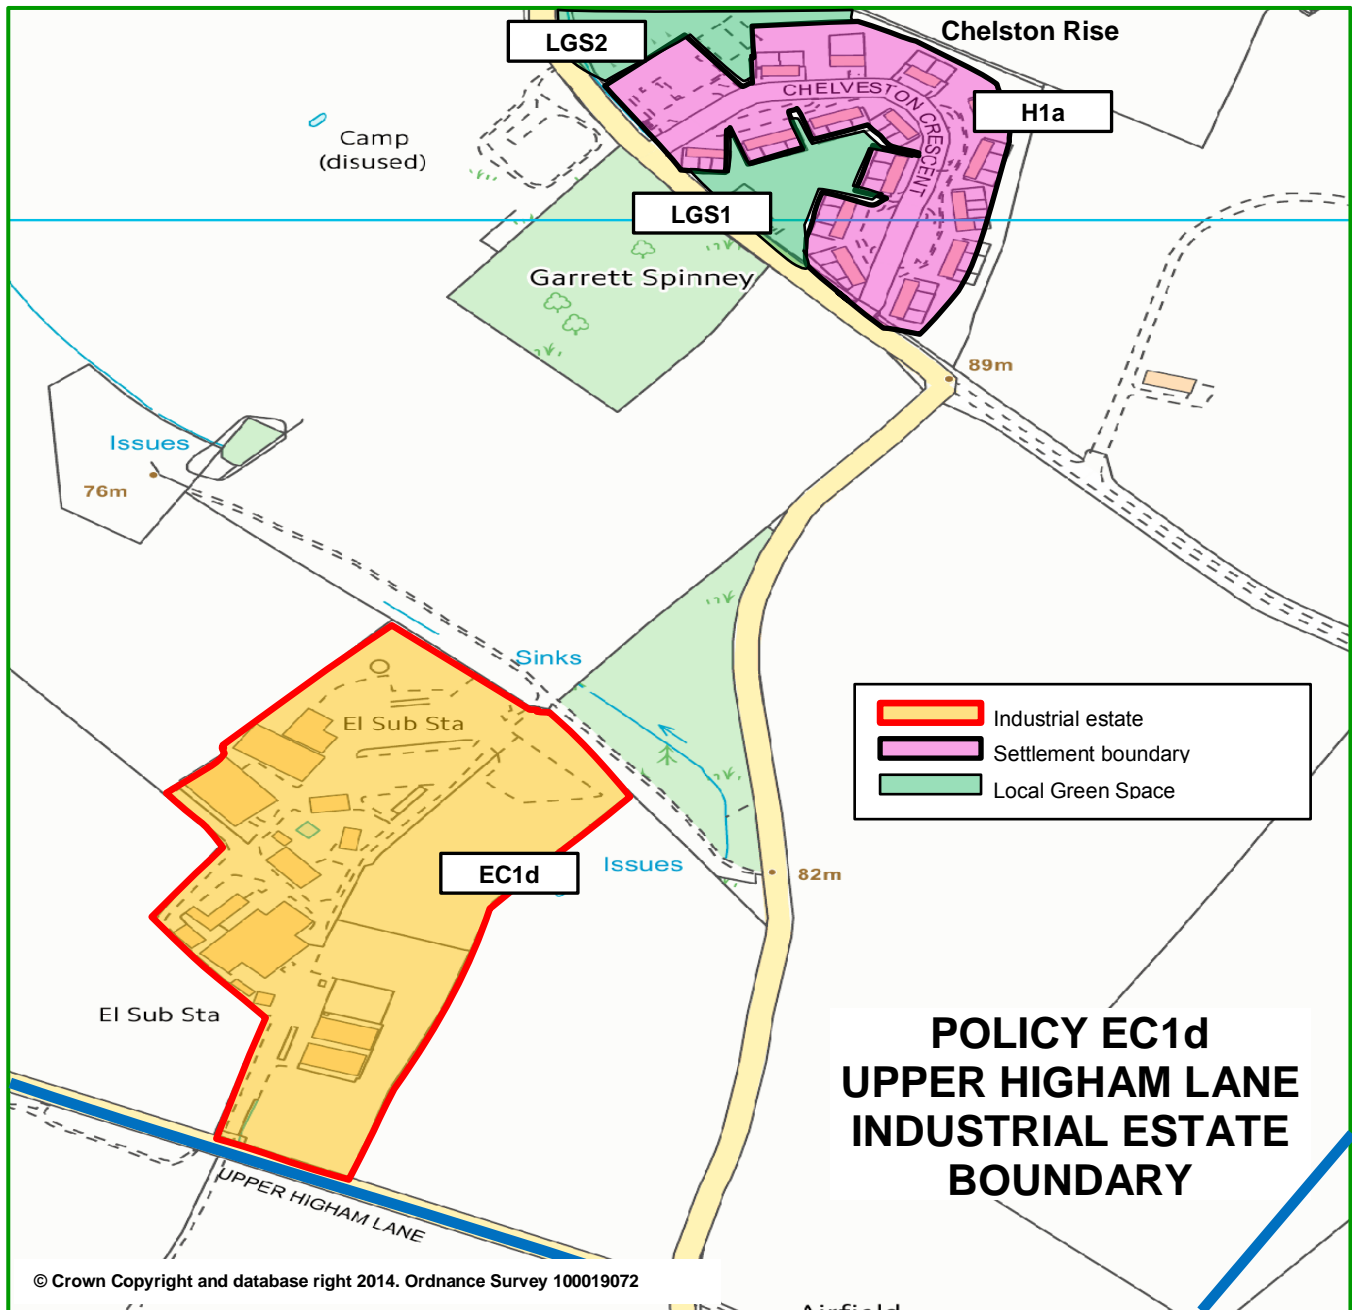 LGS2
Chelston Rise
CHELVESTON CRESCENT
H1a
Camp
(disused)
LGS1
Garrett Spinney
89m
Issues
76m
Sinks
El Sub Sta
Industrial estate
Settlement boundary
Local Green Space
EC1d
Issues
82m
El Sub Sta
POLICY EC1d
UPPER HIGHAM LANE
INDUSTRIAL ESTATE
BOUNDARY
UPPER HIGHAM LANE
© Crown Copyright and database right 2014. Ordnance Survey 100019072
Airfield